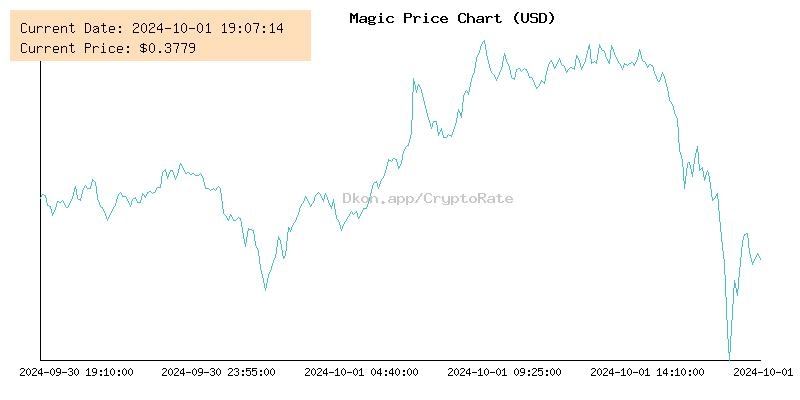 Magic Price Chart (USD)
Current Date: 2024-10-01 19:07:14
Current Price: $0.3779
Dkon.app/CryptoRate
2024-09-30 19:10:00 2024-09-30 23:55:00 2024-10-01 04:40:00 2024-10-01 09:25:00 2024-10-01 14:10:00 2024-10-01